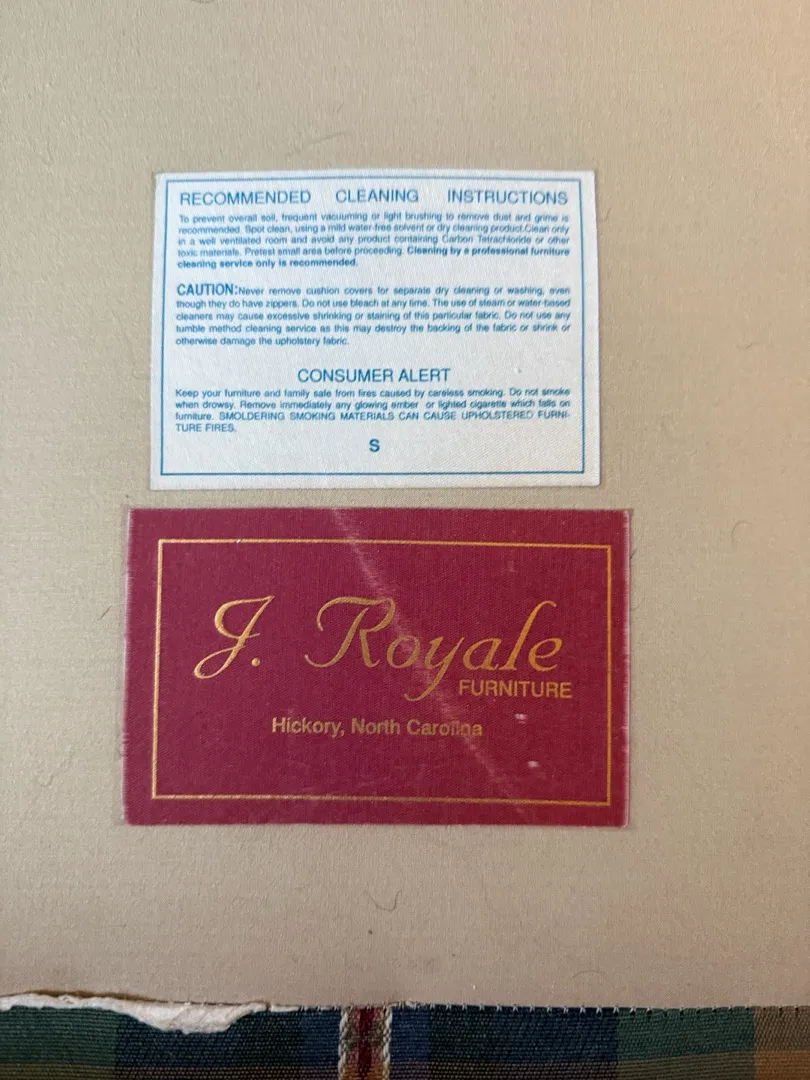 RECOMMENDED CLEANING INSTRUCTIONS
To prevent overall soil, frequent vacuuming or light brushing to remove dust and grime is
recommended. Spot clean, using a mild water-free solvent or dry cleaning product.Clean only
in a well ventilated room and avoid any product containing Carbon Tetrachloride or other
toxic materials. Pretest small area before proceeding. Cleaning by a professional furniture
cleaning service only is recommended.
CAUTION:Never remove cushion covers for separate dry cleaning or washing, even
though they do have zippers. Do not use bleach at any time. The use of steam or water-based
cleaners may cause excessive shrinking or staining of this particular fabric. Do not use any
tumble method cleaning service as this may destroy the backing of the fabric or shrink or
otherwise damage the upholstery fabric.
CONSUMER ALERT
Keep your furniture and family safe from fires caused by careless smoking. Do not smoke
when drowsy. Remove immediately any glowing ember or lighted cigarette which falls on
furniture. SMOLDERING SMOKING MATERIALS CAN CAUSE UPHOLSTERED FURNI-
TURE FIRES.
S
J. Royale
FURNITURE
Hickory, North Carolina